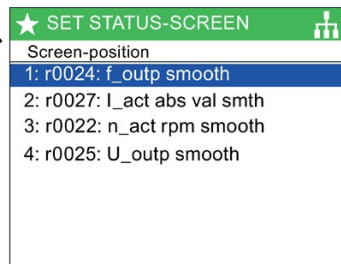 SET STATUS-SCREEN
Screen-position
1: r0024: f_outp smooth
2: r0027: I_act abs val smth
3: r0022: n_act rpm smooth
4: r0025: U_outp smooth